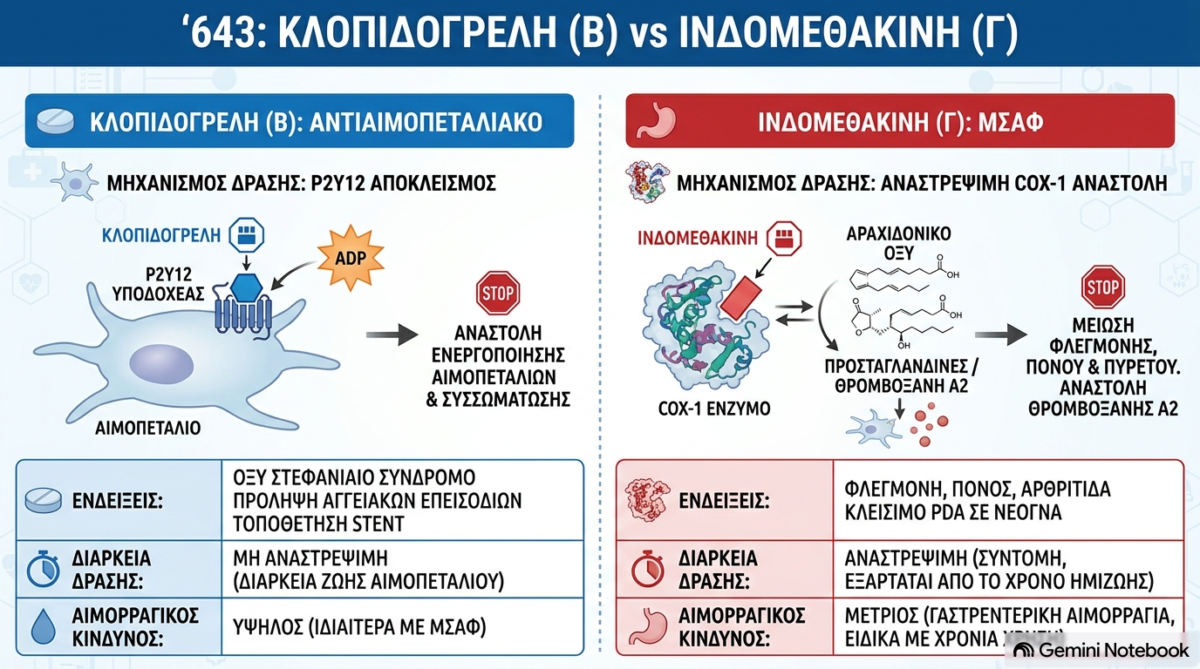 ‘643: ΚΛΟΠΙΔΟΓΡΕΛΗ (Β) vs ΙΝΔΟΜΕΘΑΚΙΝΗ (Γ)
ΚΛΟΠΙΔΟΓΡΕΛΗ (Β): ΑΝΤΙΑΙΜΟΠΕΤΑΛΙΑΚΟ
ΜΗΧΑΝΙΣΜΟΣ ΔΡΑΣΗΣ: P2Y12 ΑΠΟΚΛΕΙΣΜΟΣ
ΚΛΟΠΙΔΟΓΡΕΛΗ
ADP
P2Y12
ΥΠΟΔΟΧΕΑΣ
STOP
ΑΝΑΣΤΟΛΗ
ΕΝΕΡΓΟΠΟΙΗΣΗΣ
ΑΙΜΟΠΕΤΑΛΙΩΝ
& ΣΥΣΣΩΜΑΤΩΣΗΣ
ΑΙΜΟΠΕΤΑΛΙΟ
ΕΝΔΕΙΞΕΙΣ:
ΟΞΥ ΣΤΕΦΑΝΙΑΙΟ ΣΥΝΔΡΟΜΟ
ΠΡΟΛΗΨΗ ΑΓΓΕΙΑΚΩΝ ΕΠΕΙΣΟΔΙΩΝ
ΤΟΠΟΘΕΤΗΣΗ STENT
ΔΙΑΡΚΕΙΑ
ΔΡΑΣΗΣ:
ΜΗ ΑΝΑΣΤΡΕΨΙΜΗ
(ΔΙΑΡΚΕΙΑ ΖΩΗΣ ΑΙΜΟΠΕΤΑΛΙΟΥ)
ΑΙΜΟΡΡΑΓΙΚΟΣ
ΚΙΝΔΥΝΟΣ:
ΥΨΗΛΟΣ (ΙΔΙΑΙΤΕΡΑ ΜΕ ΜΣΑΦ)
ΙΝΔΟΜΕΘΑΚΙΝΗ (Γ): ΜΣΑΦ
ΜΗΧΑΝΙΣΜΟΣ ΔΡΑΣΗΣ: ΑΝΑΣΤΡΕΨΙΜΗ COX-1 ΑΝΑΣΤΟΛΗ
ΙΝΔΟΜΕΘΑΚΙΝΗ
ΑΡΑΧΙΔΟΝΙΚΟ
ΟΞΥ
O
OH
O
O
OH
OH
ΠΡΟΣΤΑΓΛΑΝΔΙΝΕΣ /
ΘΡΟΜΒΟΞΑΝΗ Α2
COX-1 ΕΝΖΥΜΟ
STOP
ΜΕΙΩΣΗ
ΦΛΕΓΜΟΝΗΣ,
ΠΟΝΟΥ & ΠΥΡΕΤΟΥ.
ΑΝΑΣΤΟΛΗ
ΘΡΟΜΒΟΞΑΝΗΣ Α2
ΕΝΔΕΙΞΕΙΣ:
ΦΛΕΓΜΟΝΗ, ΠΟΝΟΣ, ΑΡΘΡΙΤΙΔΑ
ΚΛΕΙΣΙΜΟ PDA ΣΕ ΝΕΟΓΝΑ
ΔΙΑΡΚΕΙΑ
ΔΡΑΣΗΣ:
ΑΝΑΣΤΡΕΨΙΜΗ (ΣΥΝΤΟΜΗ,
ΕΞΑΡΤΑΤΑΙ ΑΠΟ ΤΟ ΧΡΟΝΟ ΗΜΙΖΩΗΣ)
ΑΙΜΟΡΡΑΓΙΚΟΣ
ΚΙΝΔΥΝΟΣ:
ΜΕΤΡΙΟΣ (ΓΑΣΤΡΕΝΤΕΡΙΚΗ ΑΙΜΟΡΡΑΓΙΑ,
ΕΙΔΙΚΑ ΜΕ ΧΡΟΝΙΑ
Gemini Notebook